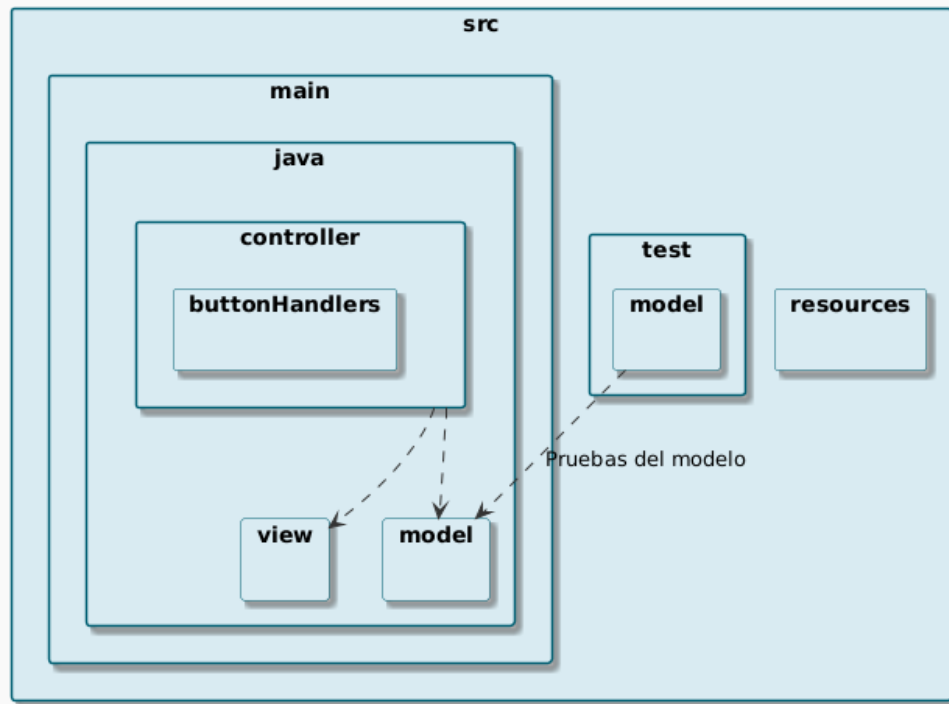 src
main
java
controller
test
buttonHandlers
model
resources
Pruebas del modelo
view
model